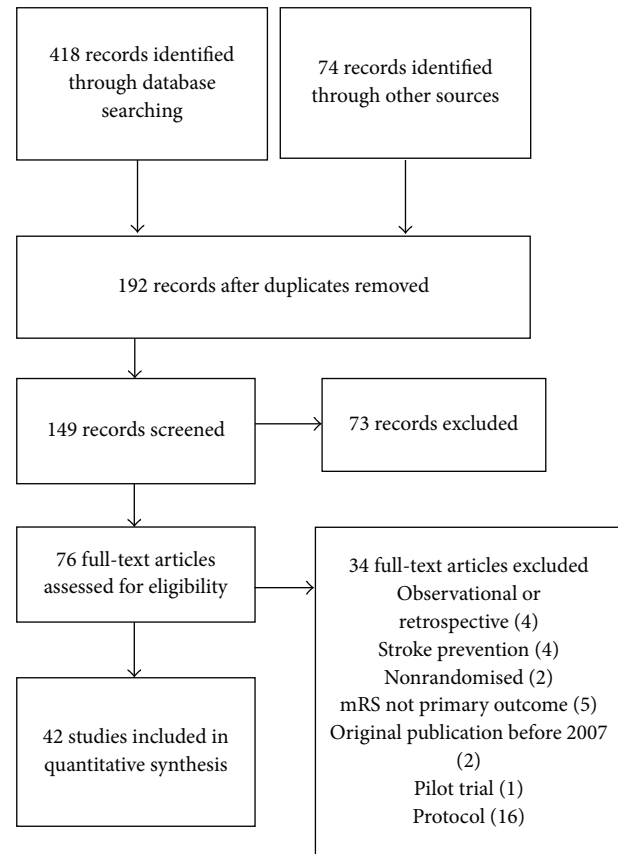 418 records identified
through database
searching
74 records identified
through other sources
192 records after duplicates removed
149 records screened
73 records excluded
76 full-text articles
assessed for eligibility
34 full-text articles excluded
Observational or
retrospective (4)
Stroke prevention (4)
Nonrandomised (2)
mRS not primary outcome (5)
Original publication before 2007
(2)
Pilot trial (1)
Protocol (16)
42 studies included in
quantitative synthesis